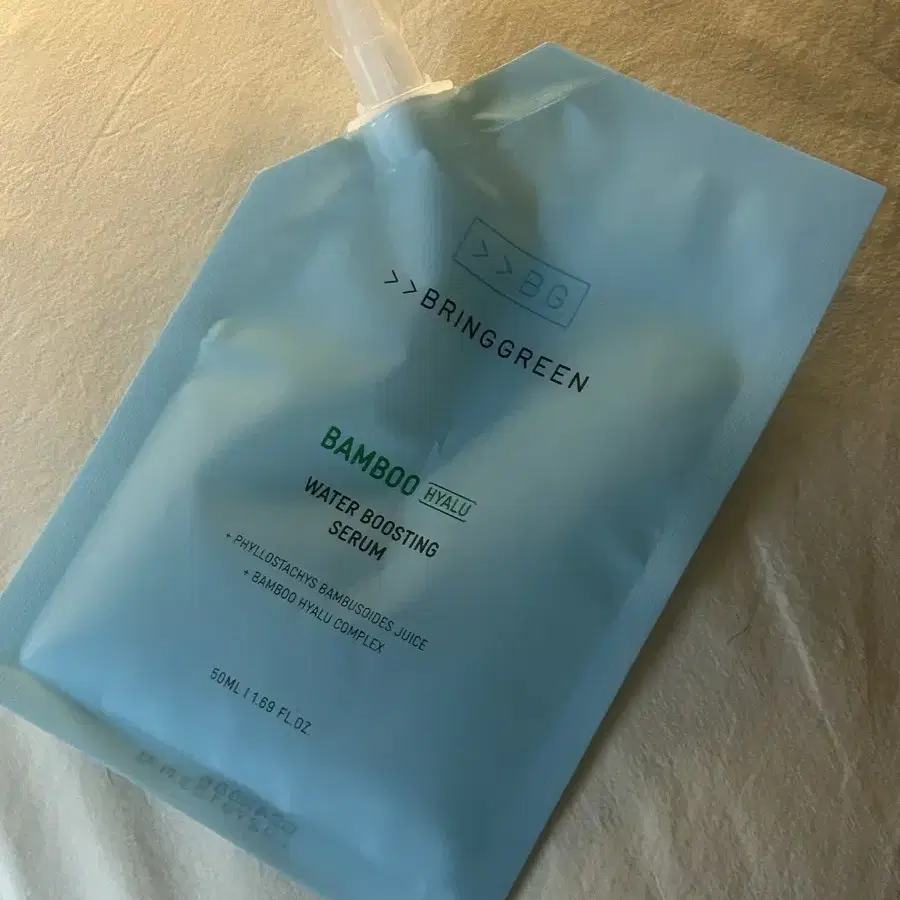 >>BG
>>BRINGGREEN
BAMBOO HYALU
WATER BOOSTING
SERUM
+ PHYLLOSTACHYS BAMBUSOIDES JUICE
+ BAMBOO HYALU COMPLEX
50ML | 1.69 FL.OZ.